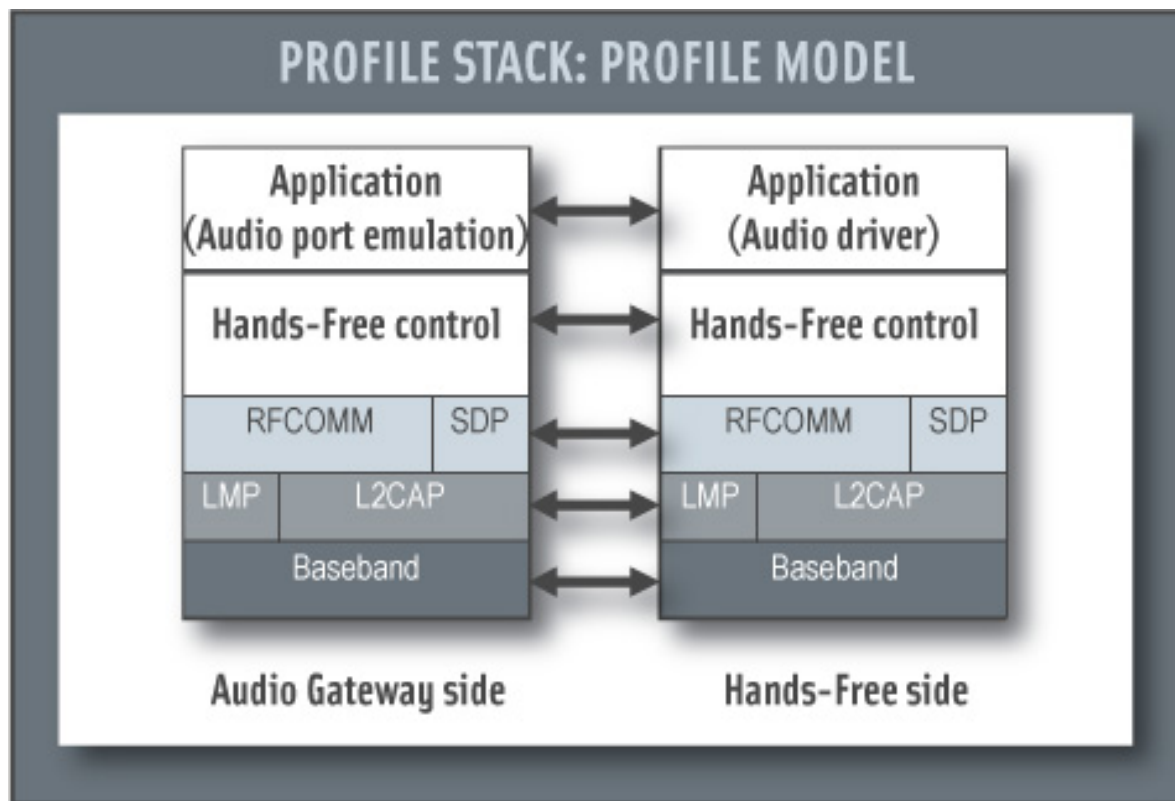 PROFILE STACK: PROFILE MODEL
Application
(Audio port emulation)
Hands-Free control
RFCOMM
SDP
LMP
L2CAP
Baseband
Audio Gateway side
Application
(Audio driver)
Hands-Free control
RFCOMM
SDP
LMP
L2CAP
Baseband
Hands-Free side